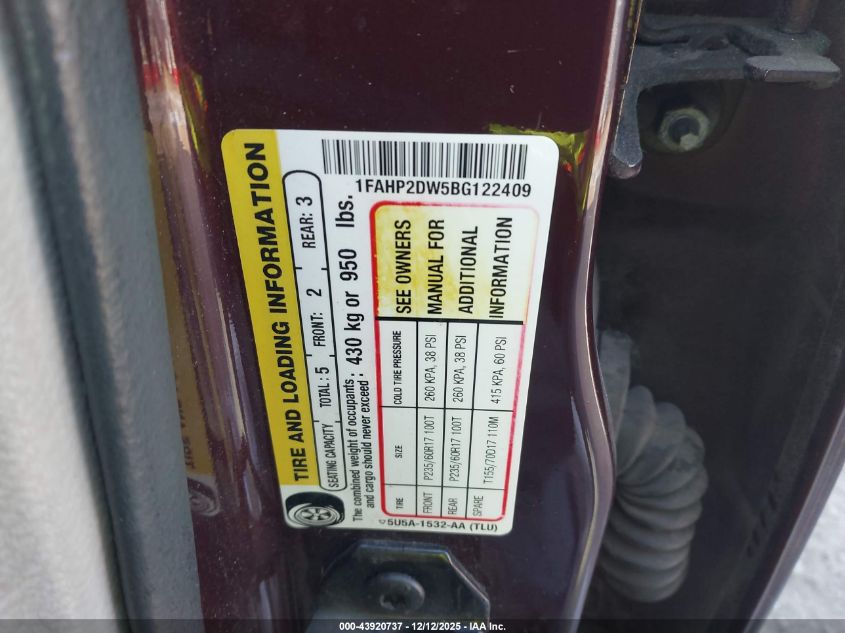 1FAHP2DW5BG122409
TIRE AND LOADING INFORMATION
SEATING CAPACITY TOTAL: 5 FRONT: 2 REAR: 3
The combined weight of occupants and cargo should never exceed: 430 kg or 950 lbs.
TIRE SIZE COLD TIRE PRESSURE
FRONT P235/60R17 100T 260 KPA, 38 PSI
REAR P235/60R17 100T 260 KPA, 38 PSI
SPARE T155/70D17 110M 415 KPA, 60 PSI
SEE OWNERS
MANUAL FOR
ADDITIONAL
INFORMATION
5U5A-1532-AA (TLU)
000-43920737 - 12/12/2025 - IAA Inc.